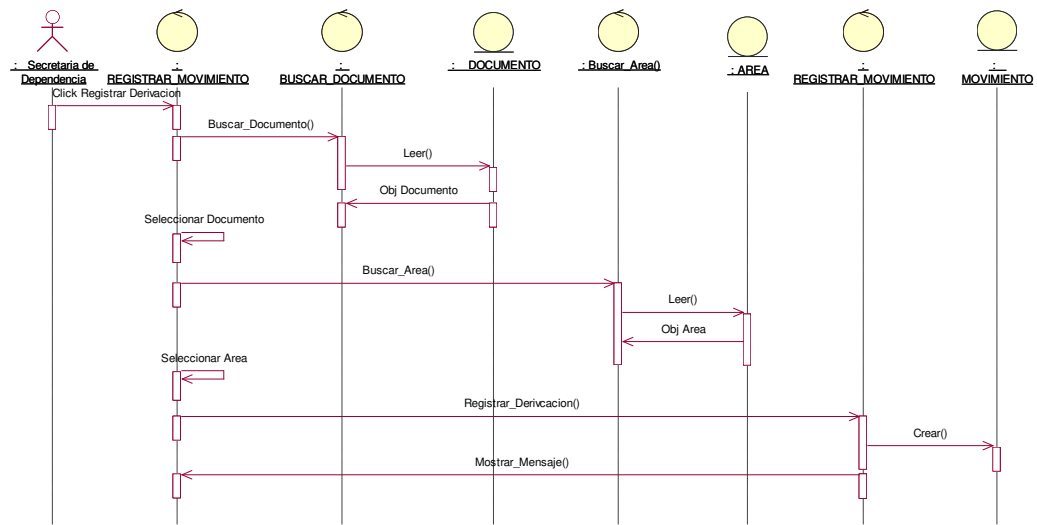 : Secretaria de
Dependencia
:
REGISTRAR_MOVIMIENTO
:
BUSCAR_DOCUMENTO
: DOCUMENTO
: Buscar_Area()
: AREA
:
REGISTRAR_MOVIMIENTO
:
MOVIMIENTO
Click Registrar Derivacion
Buscar_Documento()
Leer()
Obj Documento
Seleccionar Documento
Buscar_Area()
Leer()
Obj Area
Seleccionar Area
Registrar_Derivcacion()
Crear()
Mostrar_Mensaje()